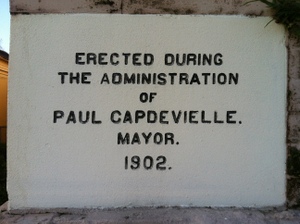 ERECTED DURING
THE ADMINISTRATION
OF
PAUL CAPDEVIELLE.
MAYOR.
1902.